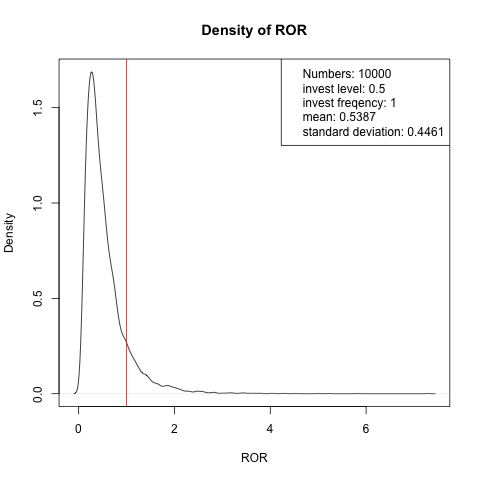 Density of ROR
Numbers: 10000
invest level: 0.5
invest freqency: 1
mean: 0.5387
standard deviation: 0.4461
Density
1.5
1.0
0.5
0.0
0 2 4 6
ROR